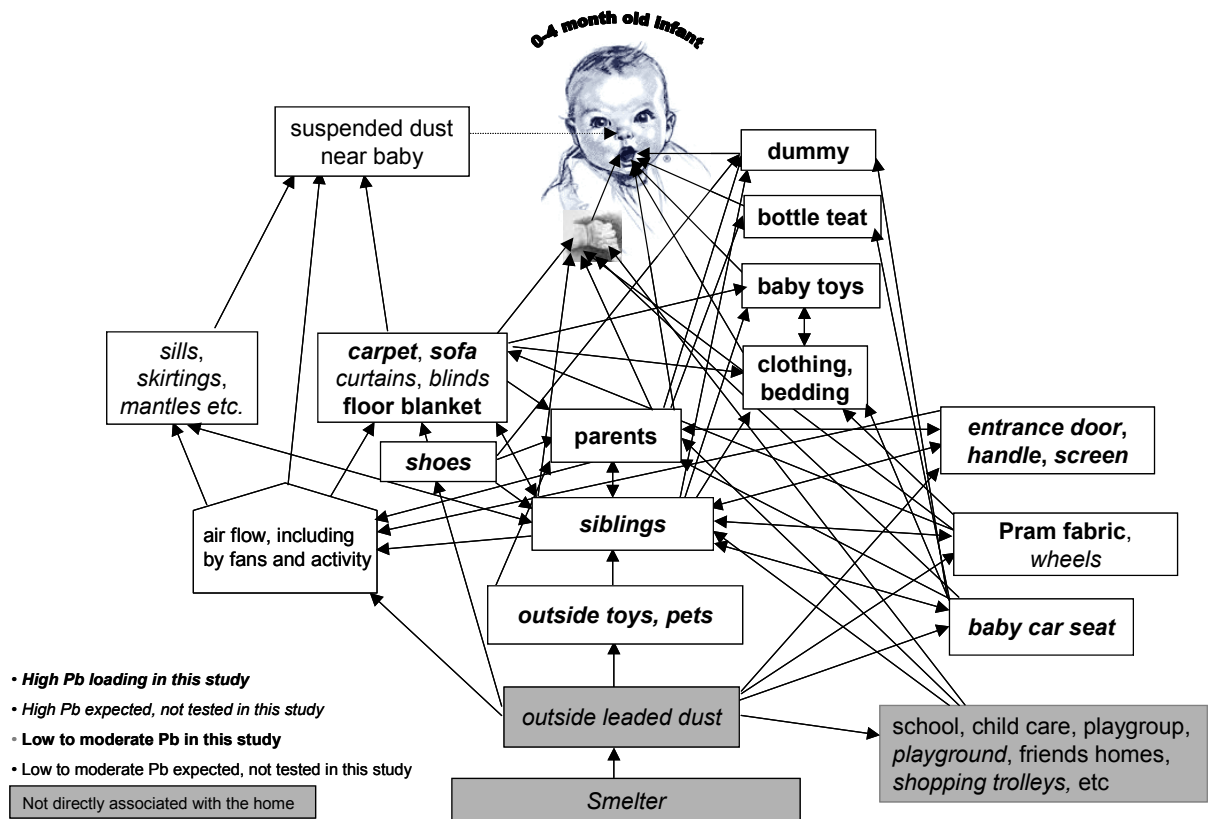 0-4 month old infant
suspended dust
near baby
dummy
®
bottle teat
baby toys
sills,
skirtings,
mantles etc.
carpet, sofa
curtains, blinds
floor blanket
clothing,
bedding
parents
shoes
entrance door,
handle, screen
siblings
air flow, including
by fans and activity
Pram fabric,
wheels
outside toys, pets
baby car seat
• High Pb loading in this study
• High Pb expected, not tested in this study
• Low to moderate Pb in this study
• Low to moderate Pb expected, not tested in this study
Not directly associated with the home
outside leaded dust
school, child care, playgroup,
playground, friends homes,
shopping trolleys, etc
Smelter